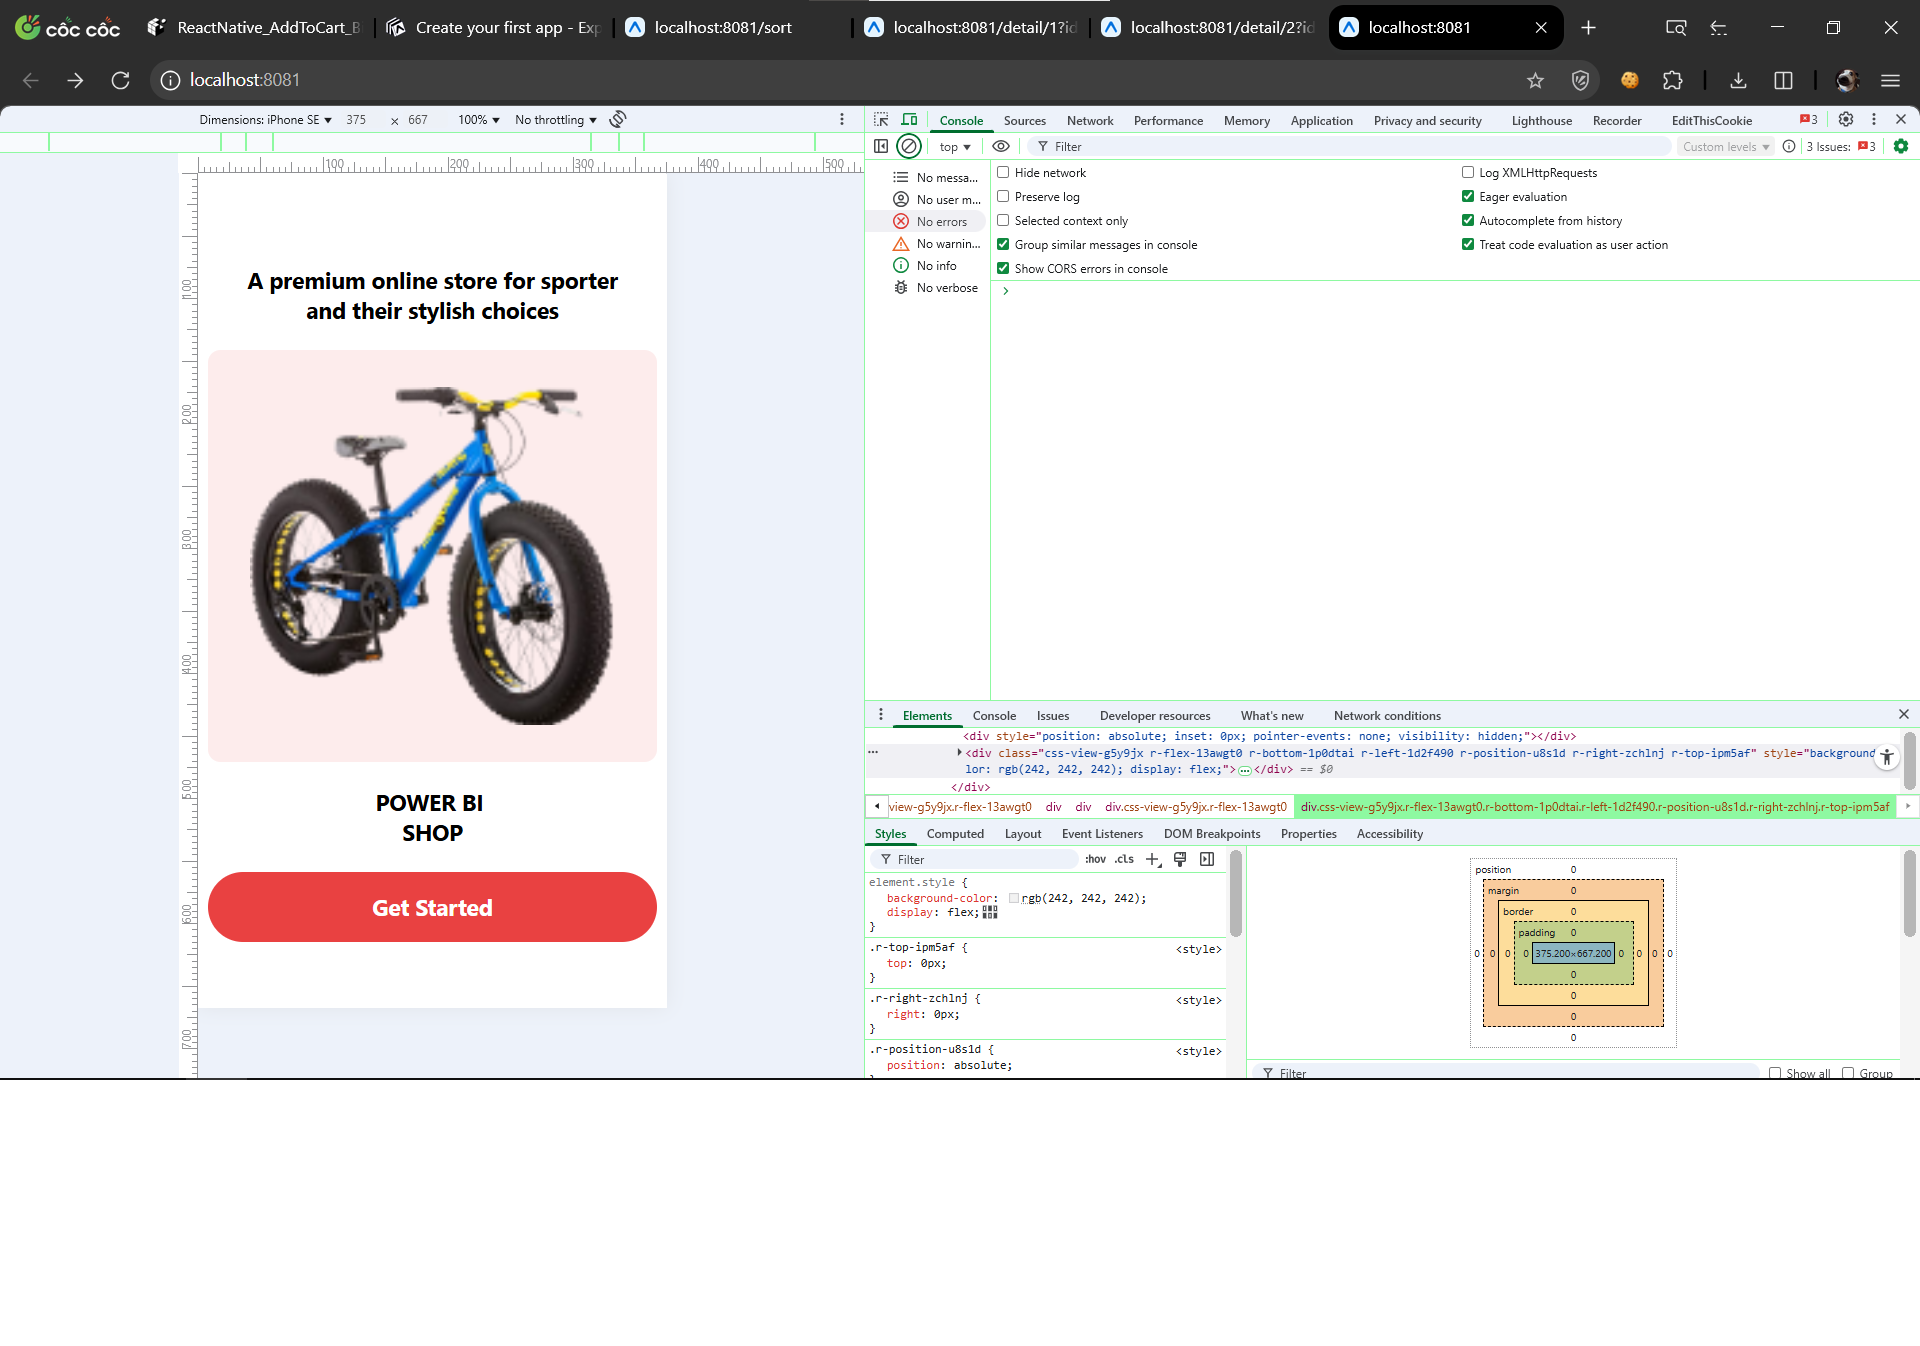 cốc cốc
ReactNative_AddToCart_B
Create your first app - Exp
localhost:8081/sort
localhost:8081/detail/1?id
localhost:8081/detail/2?id
localhost:8081
localhost:8081
Dimensions: iPhone SE 375 × 667 100% No throttling
Console Sources Network Performance Memory Application Privacy and security Lighthouse Recorder EditThisCookie 3
top Filter Custom levels 3 Issues: 3
100 200 300 400 500
100
200
300
400
500
600
700
A premium online store for sporter
and their stylish choices
POWER BI
SHOP
Get Started
No messa...
No user m...
No errors
No warnin...
No info
No verbose
Hide network
Preserve log
Selected context only
Group similar messages in console
Show CORS errors in console
Log XMLHttpRequests
Eager evaluation
Autocomplete from history
Treat code evaluation as user action
Elements Console Issues Developer resources What's new Network conditions
<div style="position: absolute; inset: 0px; pointer-events: none; visibility: hidden;"></div>
<div class="css-view-g5y9jx r-flex-13awgt0 r-bottom-1p0dtai r-left-1d2f490 r-position-u8s1d r-right-zchlnj r-top-ipm5af" style="background
lor: rgb(242, 242, 242); display: flex;">…</div> == $0
</div>
view-g5y9jx.r-flex-13awgt0 div div div.css-view-g5y9jx.r-flex-13awgt0 div.css-view-g5y9jx.r-flex-13awgt0.r-bottom-1p0dtai.r-left-1d2f490.r-position-u8s1d.r-right-zchlnj.r-top-ipm5af
Styles Computed Layout Event Listeners DOM Breakpoints Properties Accessibility
Filter :hov .cls
element.style {
background-color: rgb(242, 242, 242);
display: flex;
}
.r-top-ipm5af { <style>
top: 0px;
}
.r-right-zchlnj { <style>
right: 0px;
}
.r-position-u8s1d { <style>
position: absolute;
position 0
margin 0
border 0
padding 0
0 0 0 0 375.200×667.200 0 0 0 0
0
0
0
0
Filter Show all Group